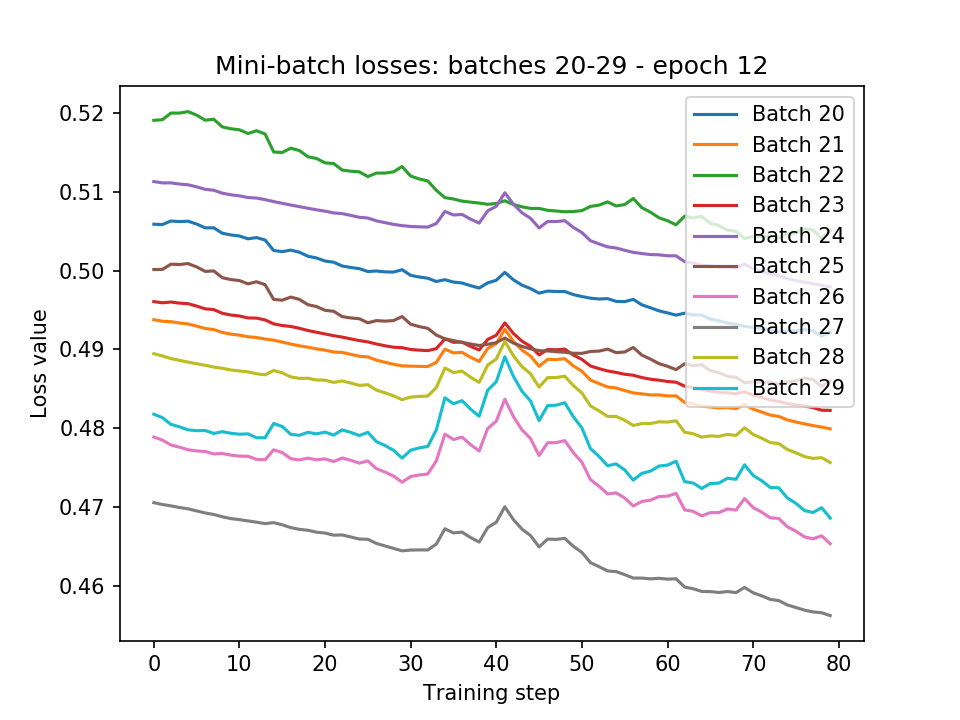 Mini-batch losses: batches 20-29 - epoch 12
0.52
0.51
0.50
0.49
0.48
0.47
0.46
Loss value
0
10
20
30
40
50
60
70
80
Training step
Batch 20
Batch 21
Batch 22
Batch 23
Batch 24
Batch 25
Batch 26
Batch 27
Batch 28
Batch 29